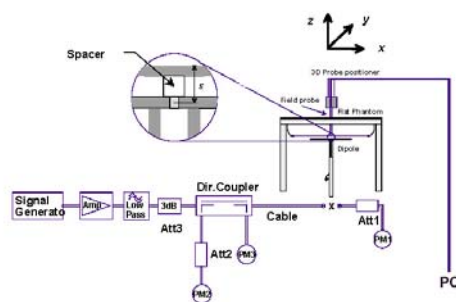 z
y
x
Spacer
s
3D Probe positioner
Field probe
Flat Phantom
Dipole
Dir.Coupler
Signal
Generato
Amp
Low
Pass
3dB
Att3
Cable
x
Att1
PM1
Att2
PM3
PM2
PC